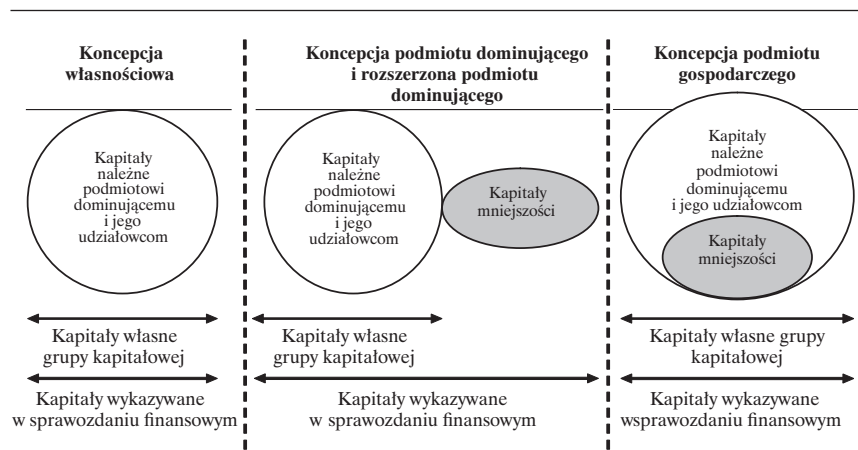 Koncepcja
własnościowa
Kapitały
należne
podmiotowi
dominującemu
i jego
udziałowcom
Kapitały własne
grupy kapitałowej
Kapitały wykazywane
w sprawozdaniu finansowym
Koncepcja podmiotu dominującego
i rozszerzona podmiotu
dominującego
Kapitały
należne
podmiotowi
dominującemu
i jego
udziałowcom
Kapitały
mniejszości
Kapitały własne
grupy kapitałowej
Kapitały wykazywane
w sprawozdaniu finansowym
Koncepcja podmiotu
gospodarczego
Kapitały
należne
podmiotowi
dominującemu
i jego udziałowcom
Kapitały
mniejszości
Kapitały własne grupy
kapitałowej
Kapitały wykazywane
wsprawozdaniu finansowym